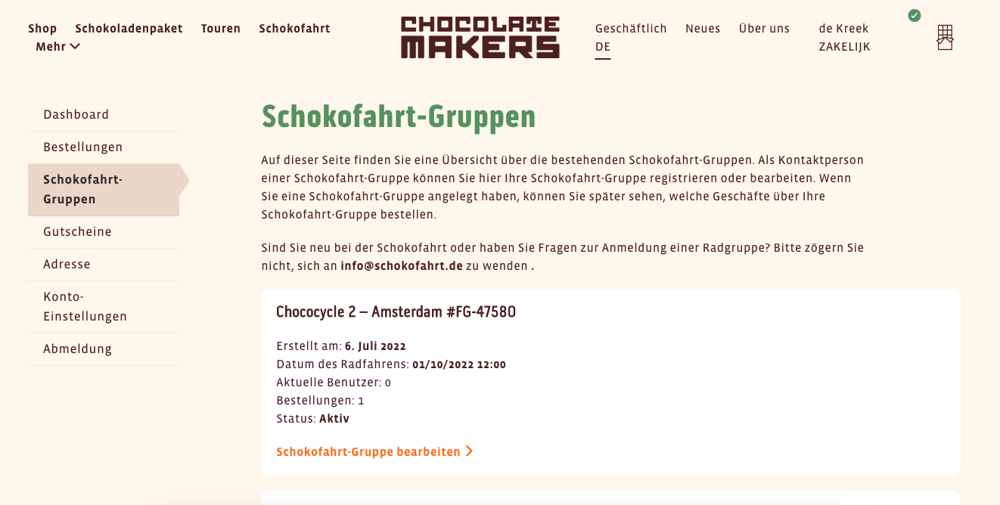 Shop Schokoladenpaket Touren Schokofahrt
Mehr
CHOCOLATE
MAKERS
Geschäftlich Neues Über uns
DE
de Kreek
ZAKELIJK
Dashboard
Bestellungen
Schokofahrt-
Gruppen
Gutscheine
Adresse
Konto-
Einstellungen
Abmeldung
Schokofahrt-Gruppen
Auf dieser Seite finden Sie eine Übersicht über die bestehenden Schokofahrt-Gruppen. Als Kontaktperson
einer Schokofahrt-Gruppe können Sie hier Ihre Schokofahrt-Gruppe registrieren oder bearbeiten. Wenn
Sie eine Schokofahrt-Gruppe angelegt haben, können Sie später sehen, welche Geschäfte über Ihre
Schokofahrt-Gruppe bestellen.
Sind Sie neu bei der Schokofahrt oder haben Sie Fragen zur Anmeldung einer Radgruppe? Bitte zögern Sie
nicht, sich an info@schokofahrt.de zu wenden .
Chococycle 2 – Amsterdam #FG-47580
Erstellt am: 6. Juli 2022
Datum des Radfahrens: 01/10/2022 12:00
Aktuelle Benutzer: 0
Bestellungen: 1
Status: Aktiv
Schokofahrt-Gruppe bearbeiten